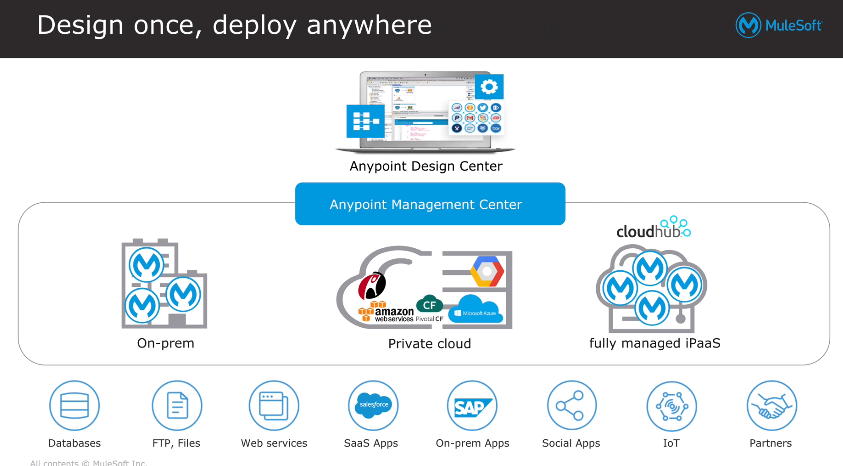 Design once, deploy anywhere
MuleSoft
Anypoint Design Center
Anypoint Management Center
cloudhub
CF
amazon
web services
Pivotal CF
Microsoft Azure
On-prem
Private cloud
fully managed iPaaS
salesforce
SAP
Databases
FTP, Files
Web services
SaaS Apps
On-prem Apps
Social Apps
IoT
Partners
All contents © MuleSoft Inc.